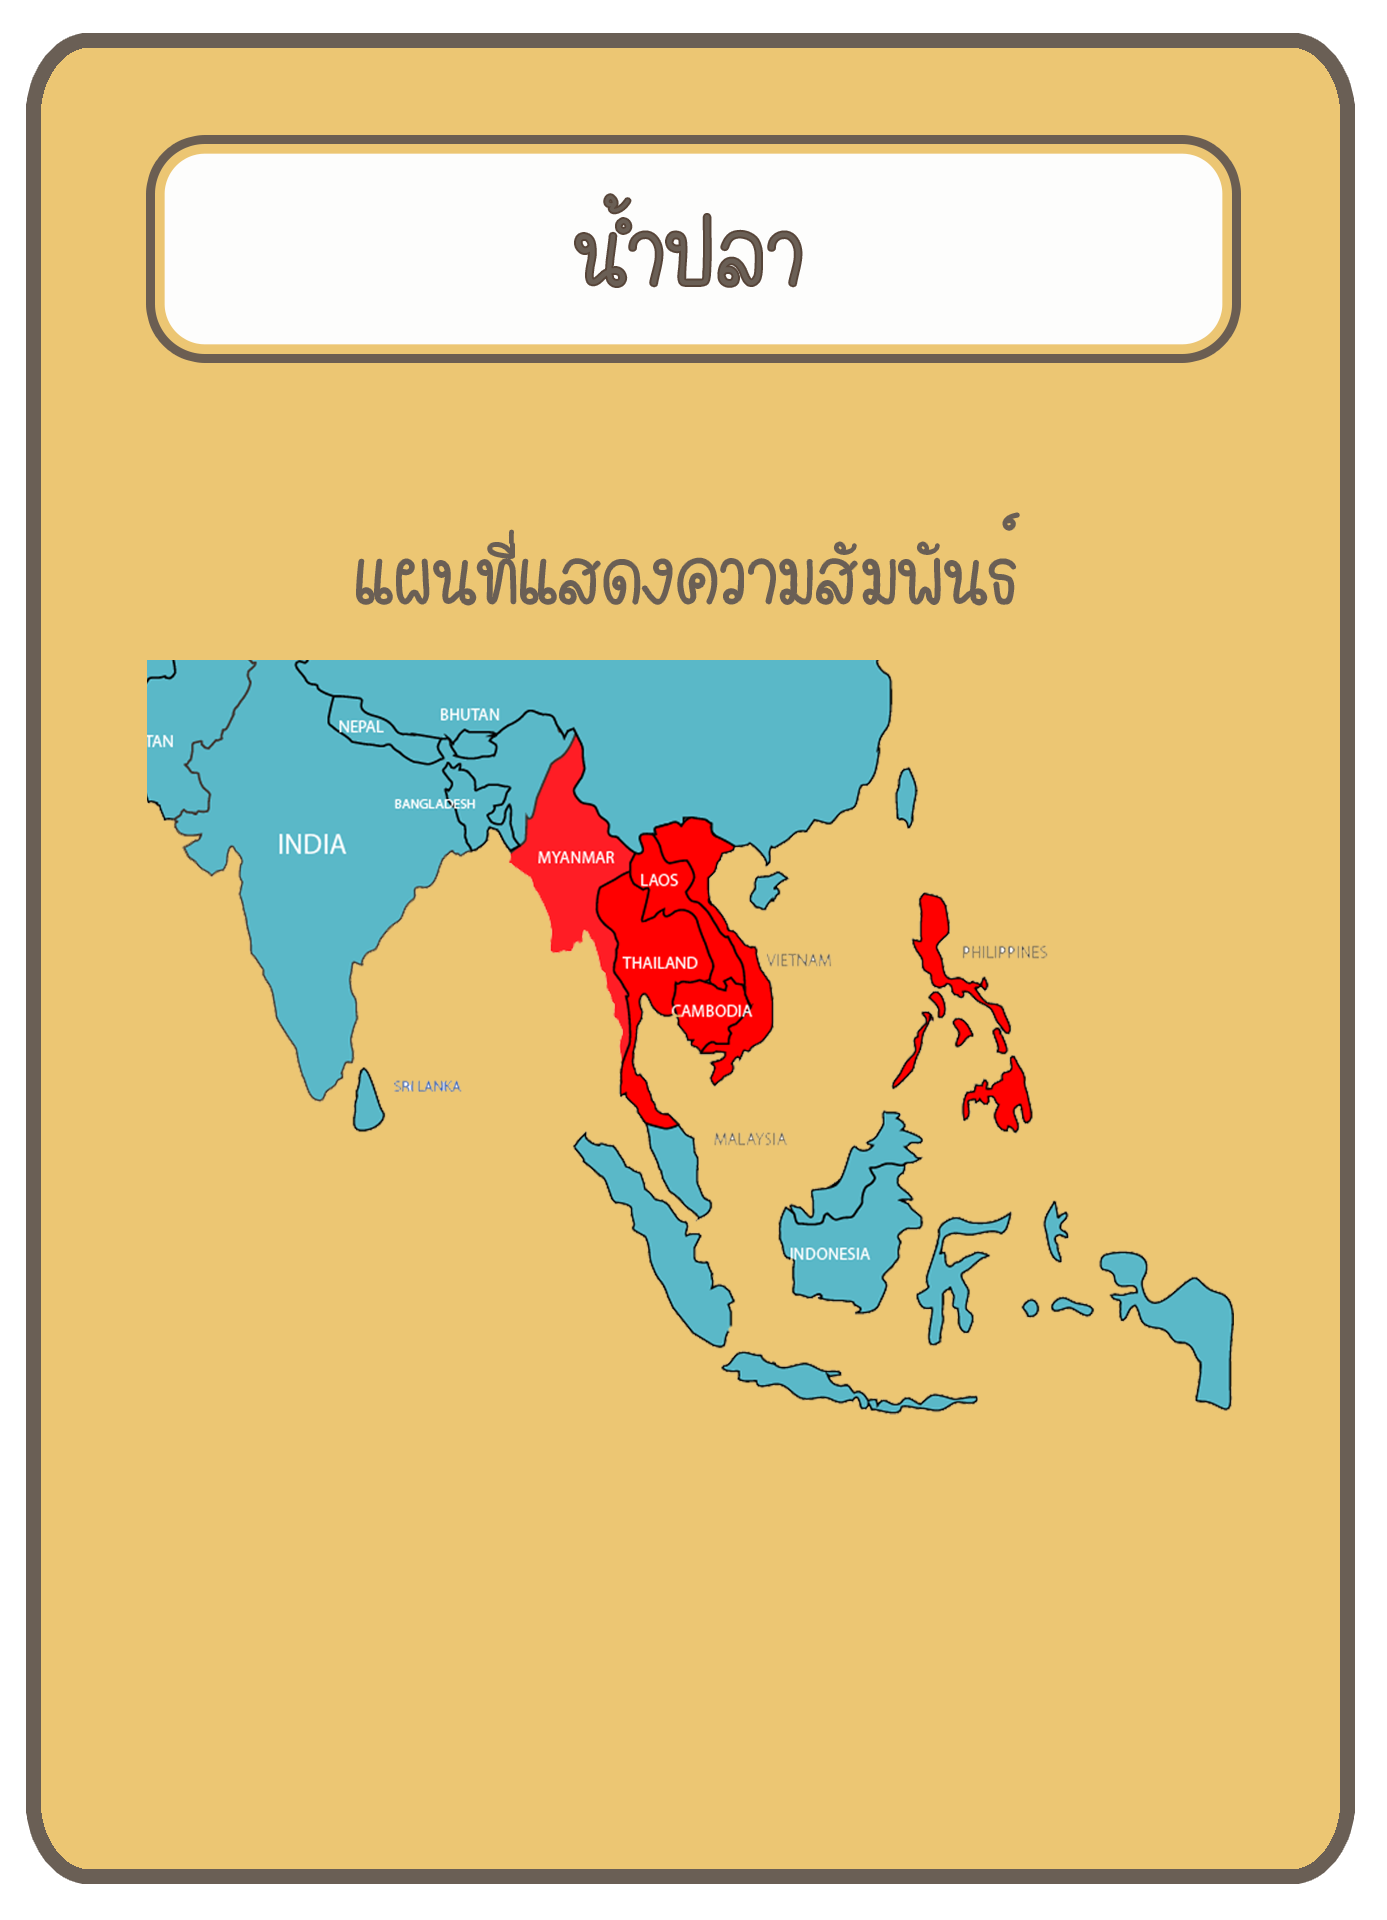 น้ำปลา
แผนที่แสดงความสัมพันธ์
NEPAL
BHUTAN
TAN
BANGLADESH
INDIA
MYANMAR
LAOS
THAILAND
VIETNAM
PHILIPPINES
CAMBODIA
SRI LANKA
MALAYSIA
INDONESIA